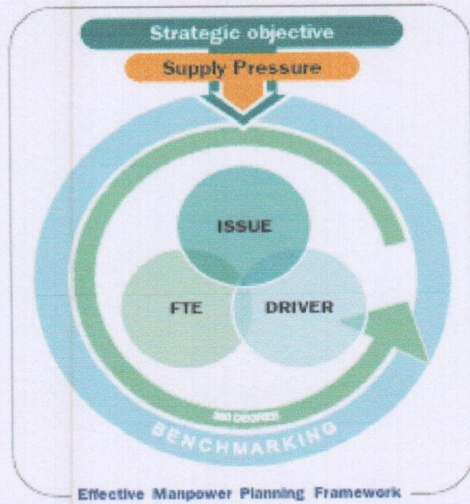 Strategic objective
Supply Pressure
ISSUE
FTE
DRIVER
360 DEGREE
BENCHMARKING
Effective Manpower Planning Framework